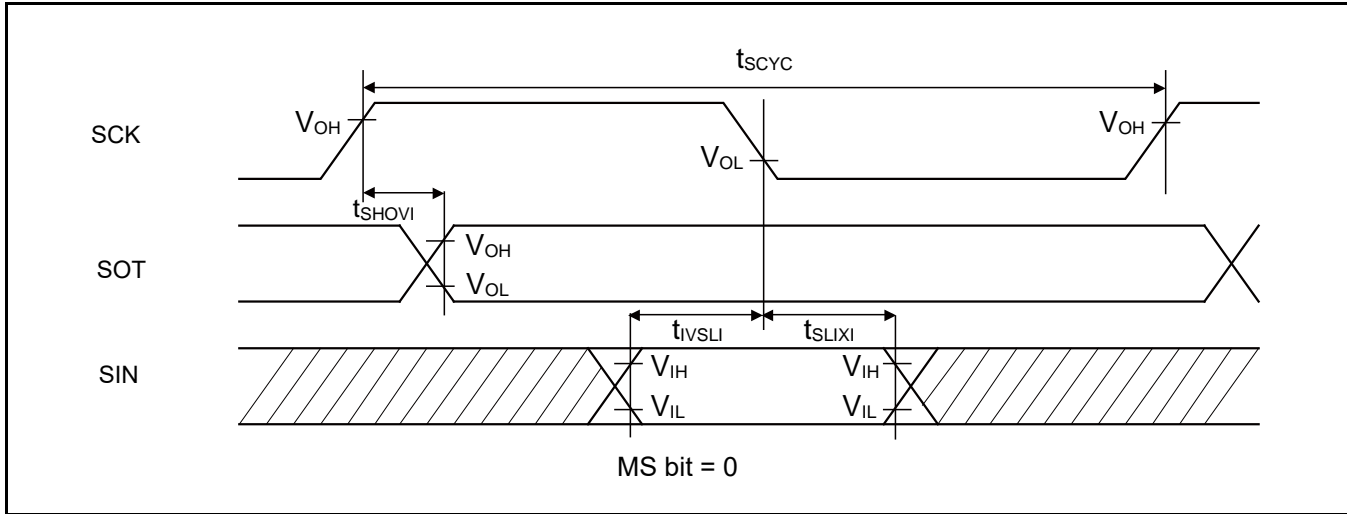 tSCYC
SCK
VOH
VOH
VOL
tSHOVI
SOT
VOH
VOL
tIVSLI
tSLIXI
SIN
VIH
VIH
VIL
VIL
MS bit = 0